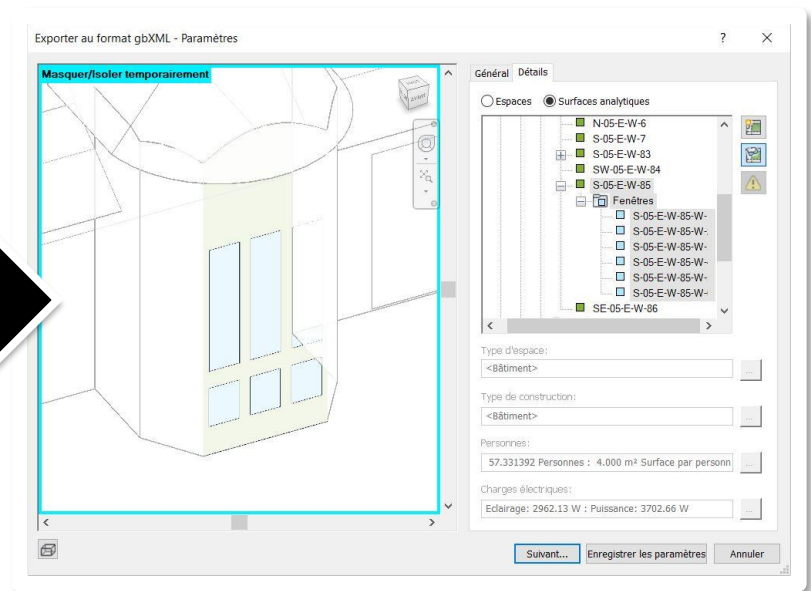 Exporter au format gbXML - Paramètres
? ×
Masquer/Isoler temporairement
AVANT
Général Détails
Espaces Surfaces analytiques
N-05-E-W-6
S-05-E-W-7
S-05-E-W-83
SW-05-E-W-84
S-05-E-W-85
Fenêtres
S-05-E-W-85-W-
S-05-E-W-85-W-
S-05-E-W-85-W-
S-05-E-W-85-W-
S-05-E-W-85-W-
S-05-E-W-85-W-
SE-05-E-W-86
Type d'espace:
<Bâtiment>
...
Type de construction:
<Bâtiment>
...
Personnes:
57.331392 Personnes : 4.000 m² Surface par personn
...
Charges électriques:
Eclairage: 2962.13 W : Puissance: 3702.66 W
...
Suivant... Enregistrer les paramètres Annuler